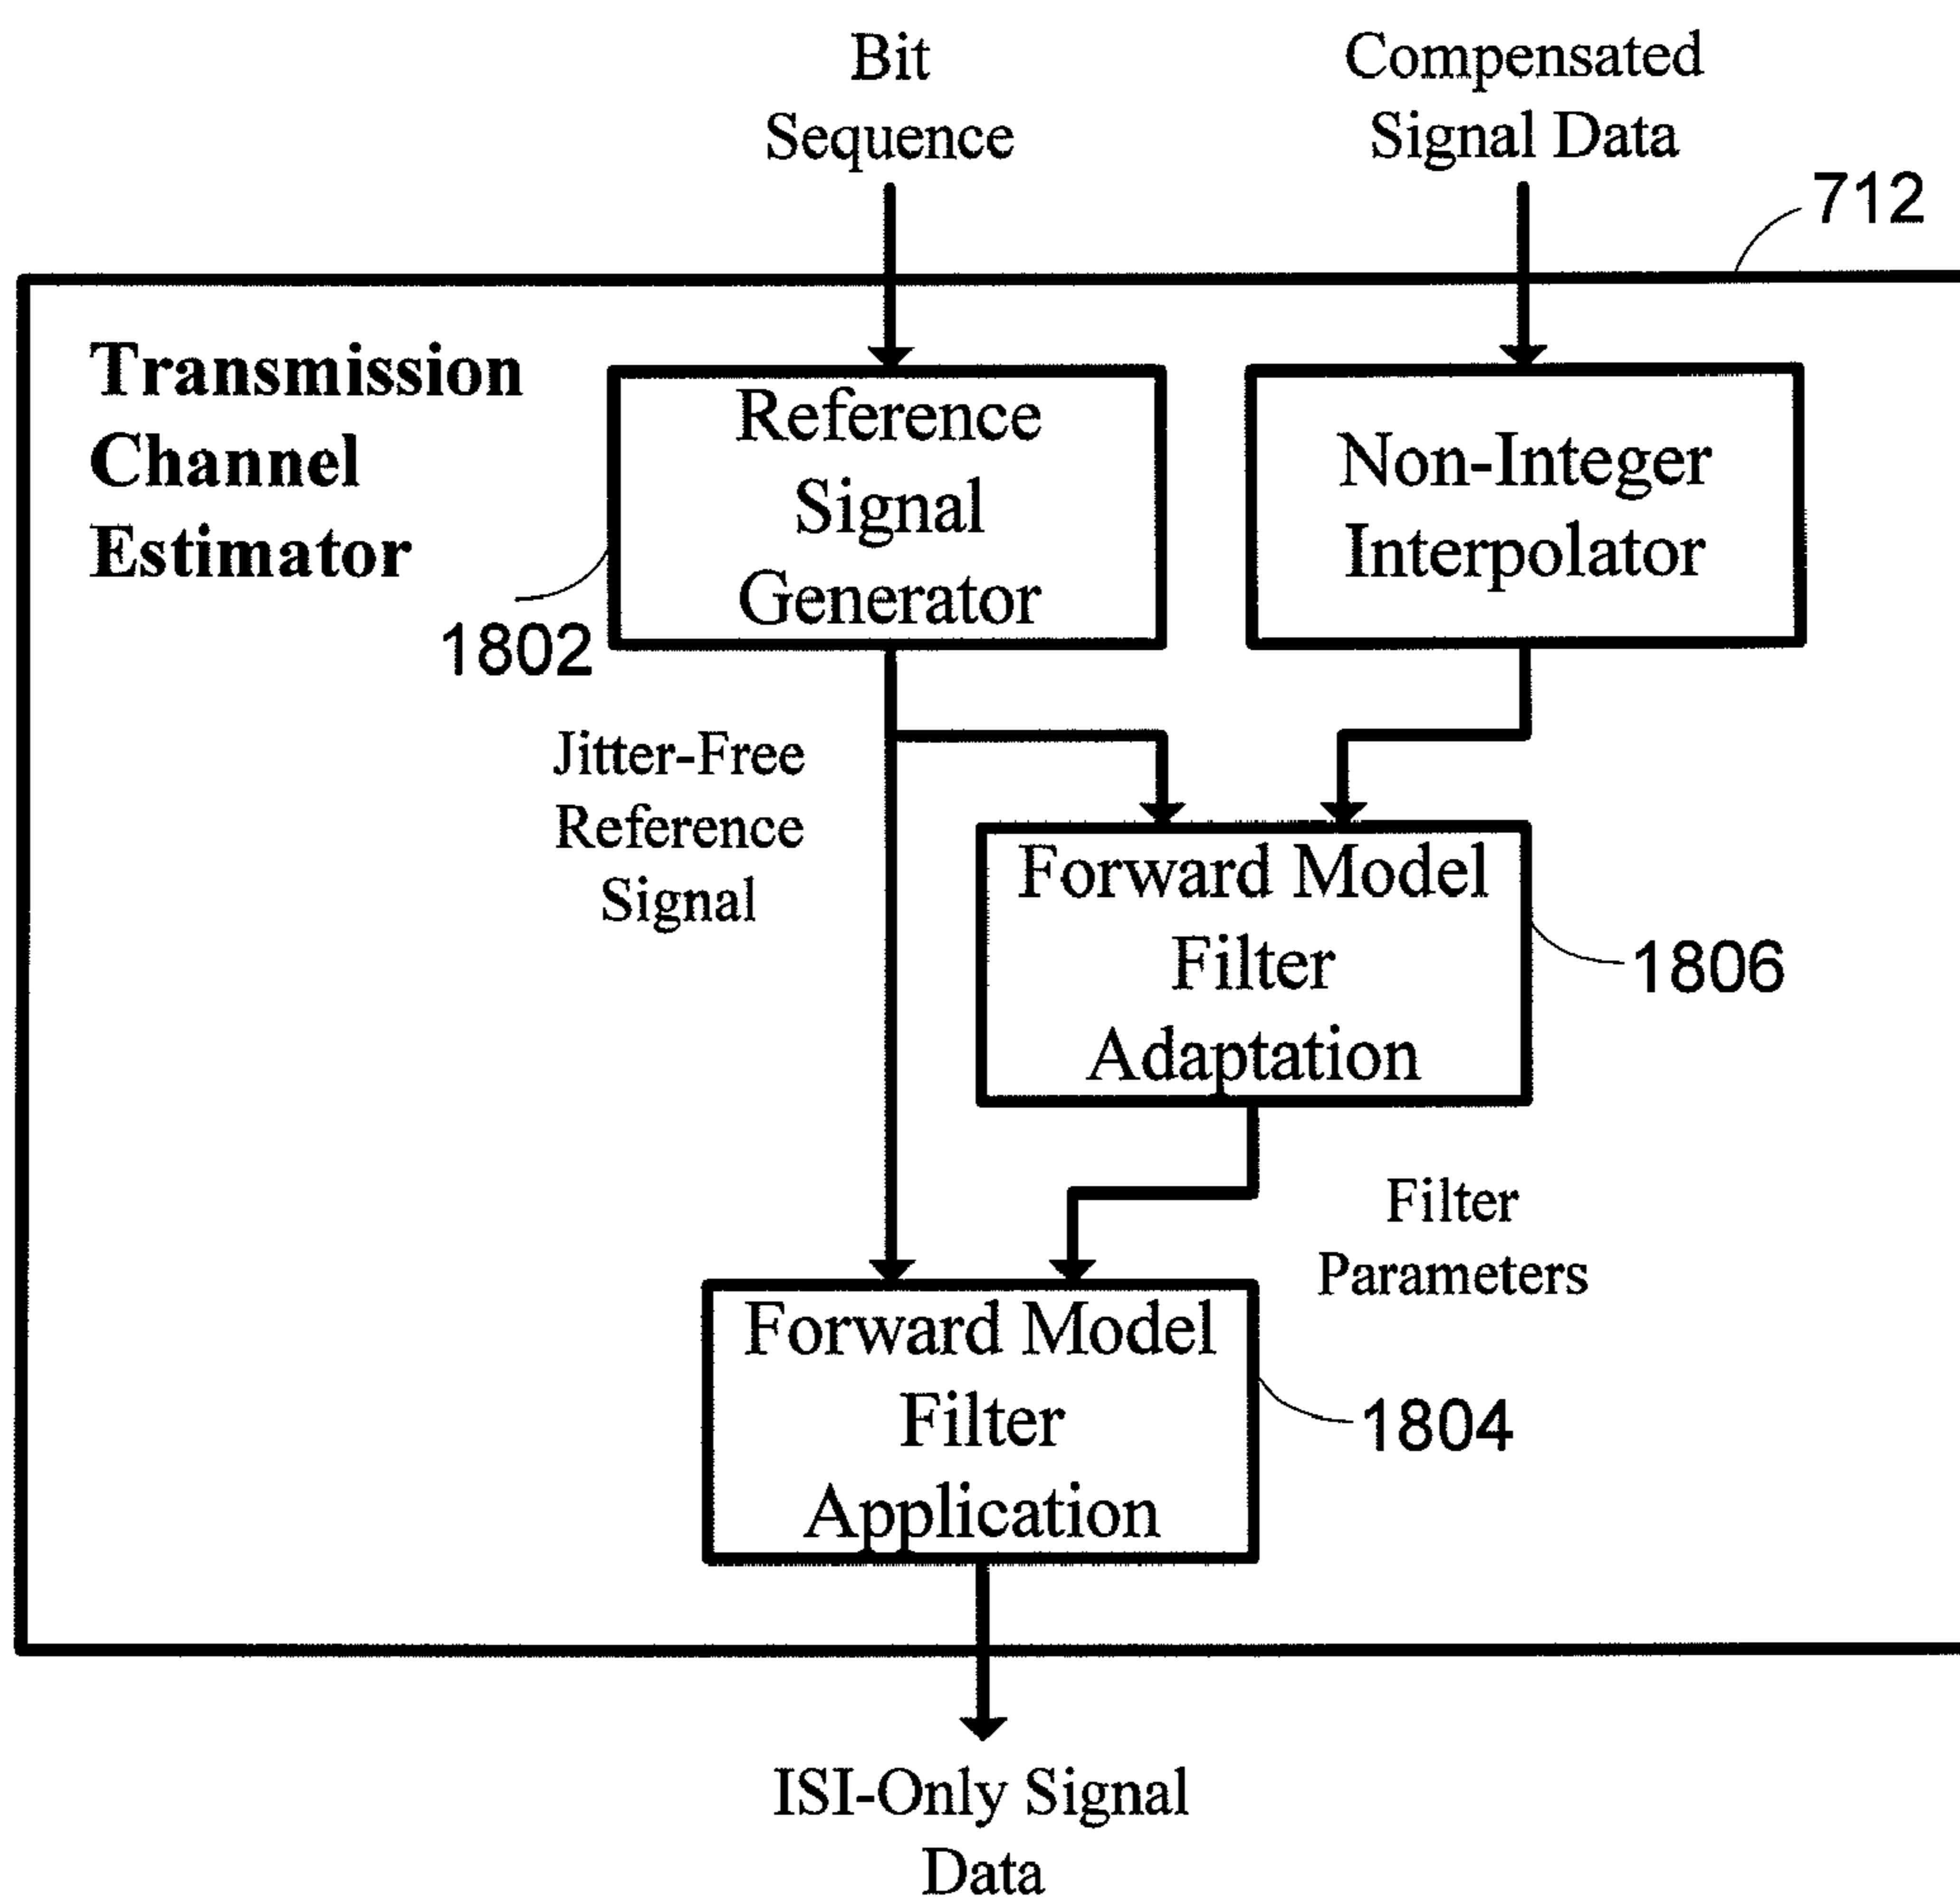 Bit
Sequence
Compensated
Signal Data
712
Transmission
Channel
Estimator
Reference
Signal
Generator
1802
Non-Integer
Interpolator
Jitter-Free
Reference
Signal
Forward Model
Filter
Adaptation
1806
Filter
Parameters
Forward Model
Filter
Application
1804
ISI-Only Signal
Data